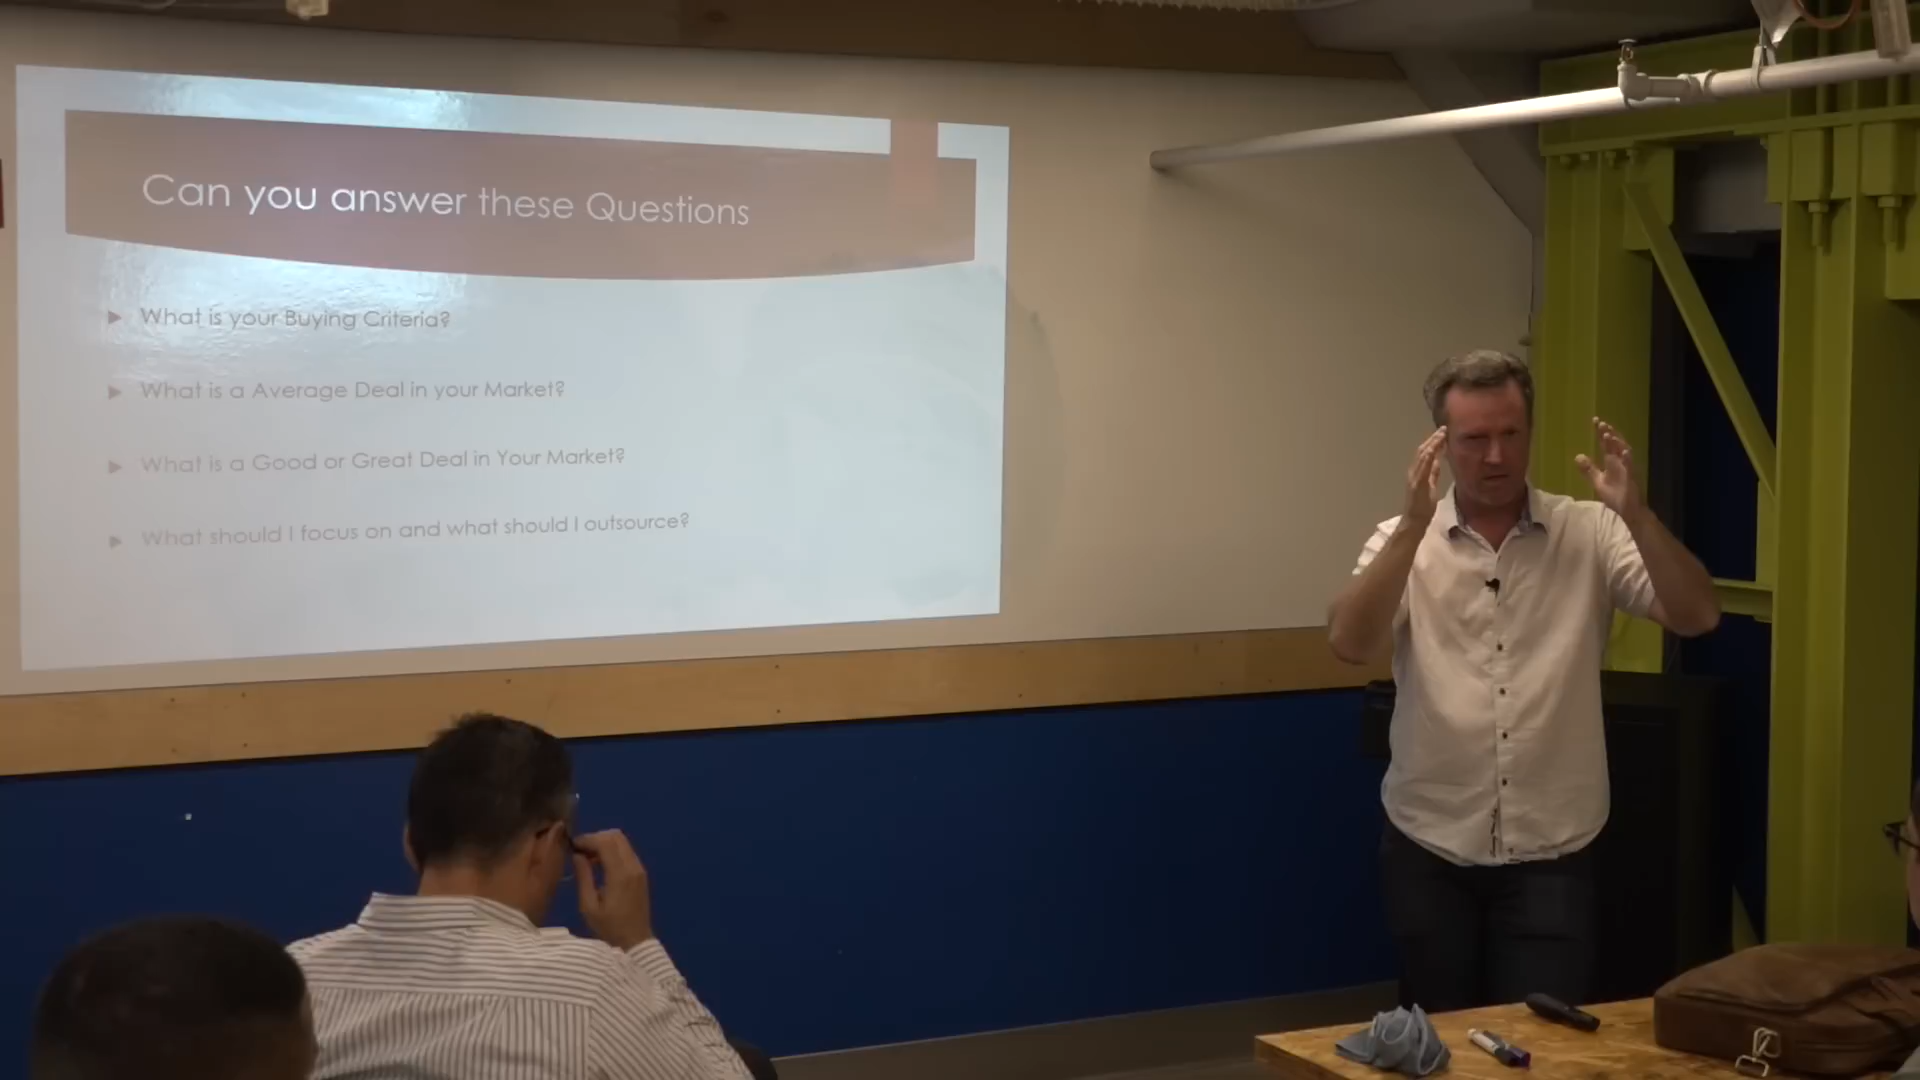 Can you answer these Questions
What is your Buying Criteria?
What is a Average Deal in your Market?
What is a Good or Great Deal in Your Market?
What should I focus on and what should I outsource?